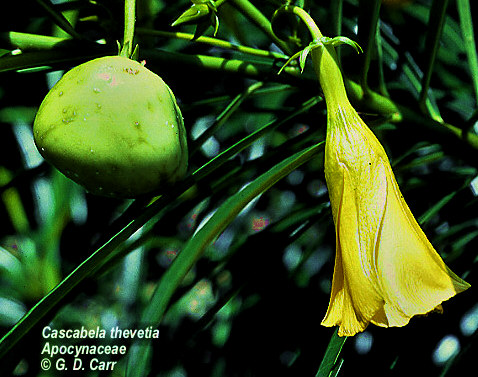 Cascabela thevetia
Apocynaceae
© G. D. Carr